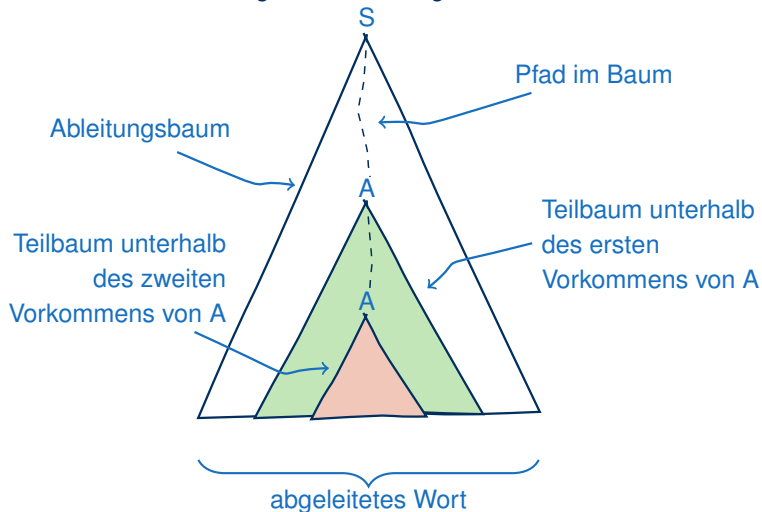 S
Pfad im Baum
Ableitungsbaum
A
Teilbaum unterhalb
des ersten
Vorkommens von A
Teilbaum unterhalb
des zweiten
Vorkommens von A
A
abgeleitetes Wort